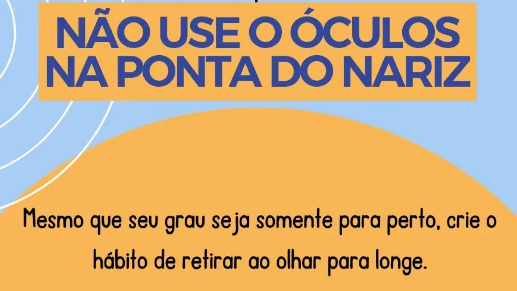 NÃO USE O ÓCULOS
NA PONTA DO NARIZ
Mesmo que seu grau seja somente para perto, crie o
hábito de retirar ao olhar para longe.